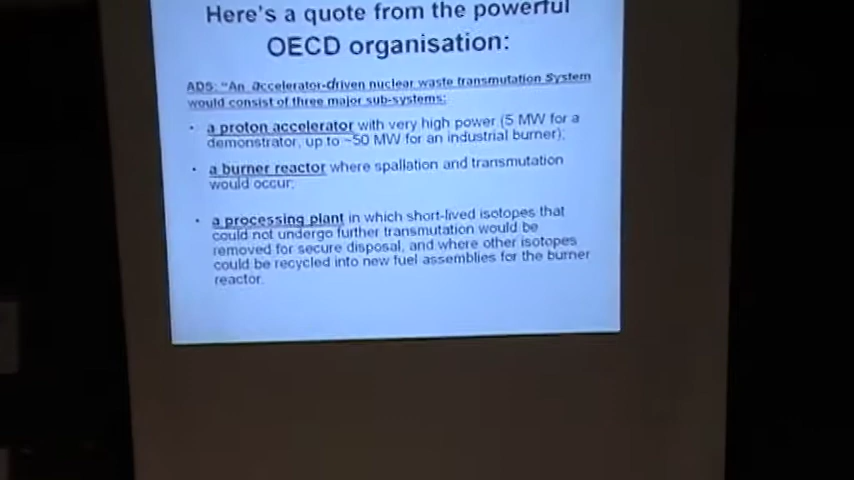 Here's a quote from the powerful
OECD organisation:
ADS: "An accelerator-driven nuclear waste transmutation System
would consist of three major sub-systems:
• a proton accelerator with very high power (5 MW for a
demonstrator, up to ~50 MW for an industrial burner);
• a burner reactor where spallation and transmutation
would occur;
• a processing plant in which short-lived isotopes that
could not undergo further transmutation would be
removed for secure disposal, and where other isotopes
could be recycled into new fuel assemblies for the burner
reactor.